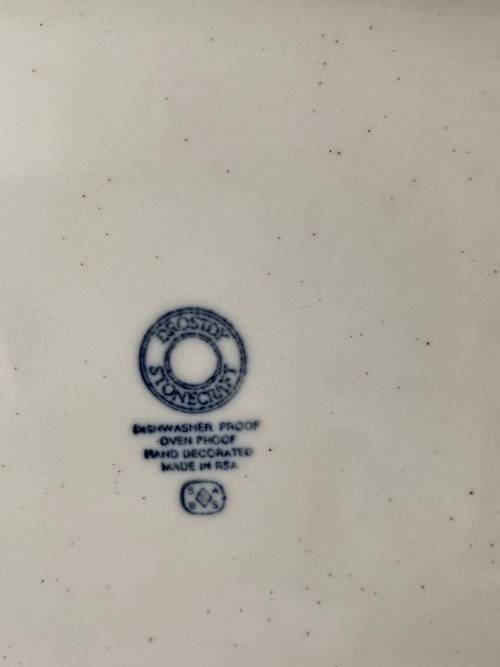 DROSTDY
STONECRAFT
DISHWASHER PROOF
OVEN PROOF
HAND DECORATED
MADE IN RSA
S A
B S